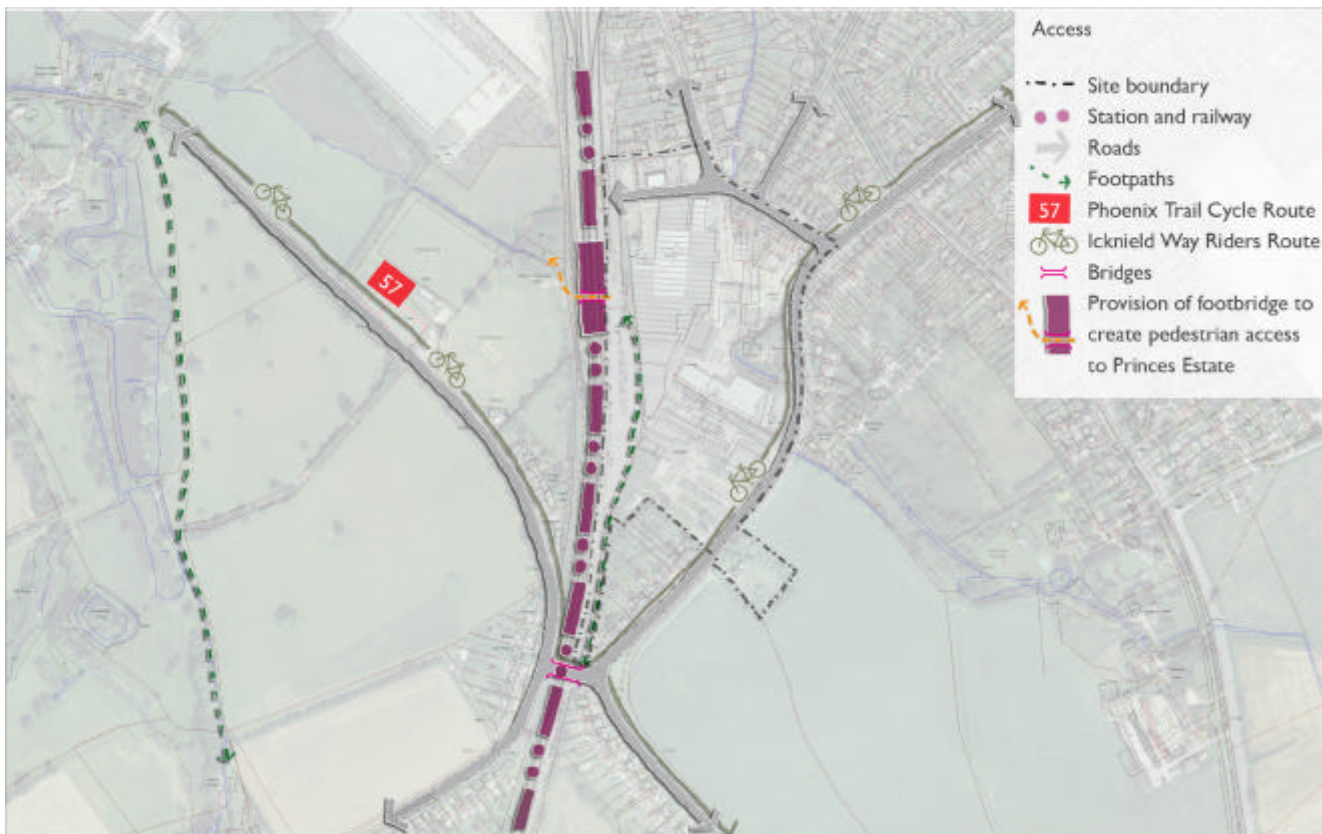 Access
Site boundary
Station and railway
Roads
Footpaths
57 Phoenix Trail Cycle Route
Icknield Way Riders Route
Bridges
Provision of footbridge to
create pedestrian access
to Princes Estate
57